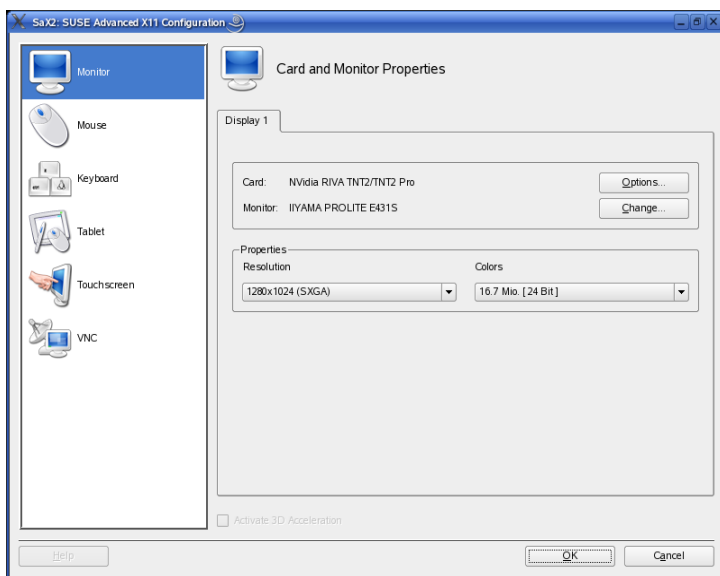 SaX2: SUSE Advanced X11 Configuration
Monitor
Mouse
Keyboard
Tablet
Touchscreen
VNC
Card and Monitor Properties
Display 1
Card: NVidia RIVA TNT2/TNT2 Pro
Options...
Monitor: IIYAMA PROLITE E431S
Change...
Properties
Resolution Colors
1280x1024 (SXGA) 16.7 Mio. [ 24 Bit ]
Activate 3D Acceleration
Help OK Cancel